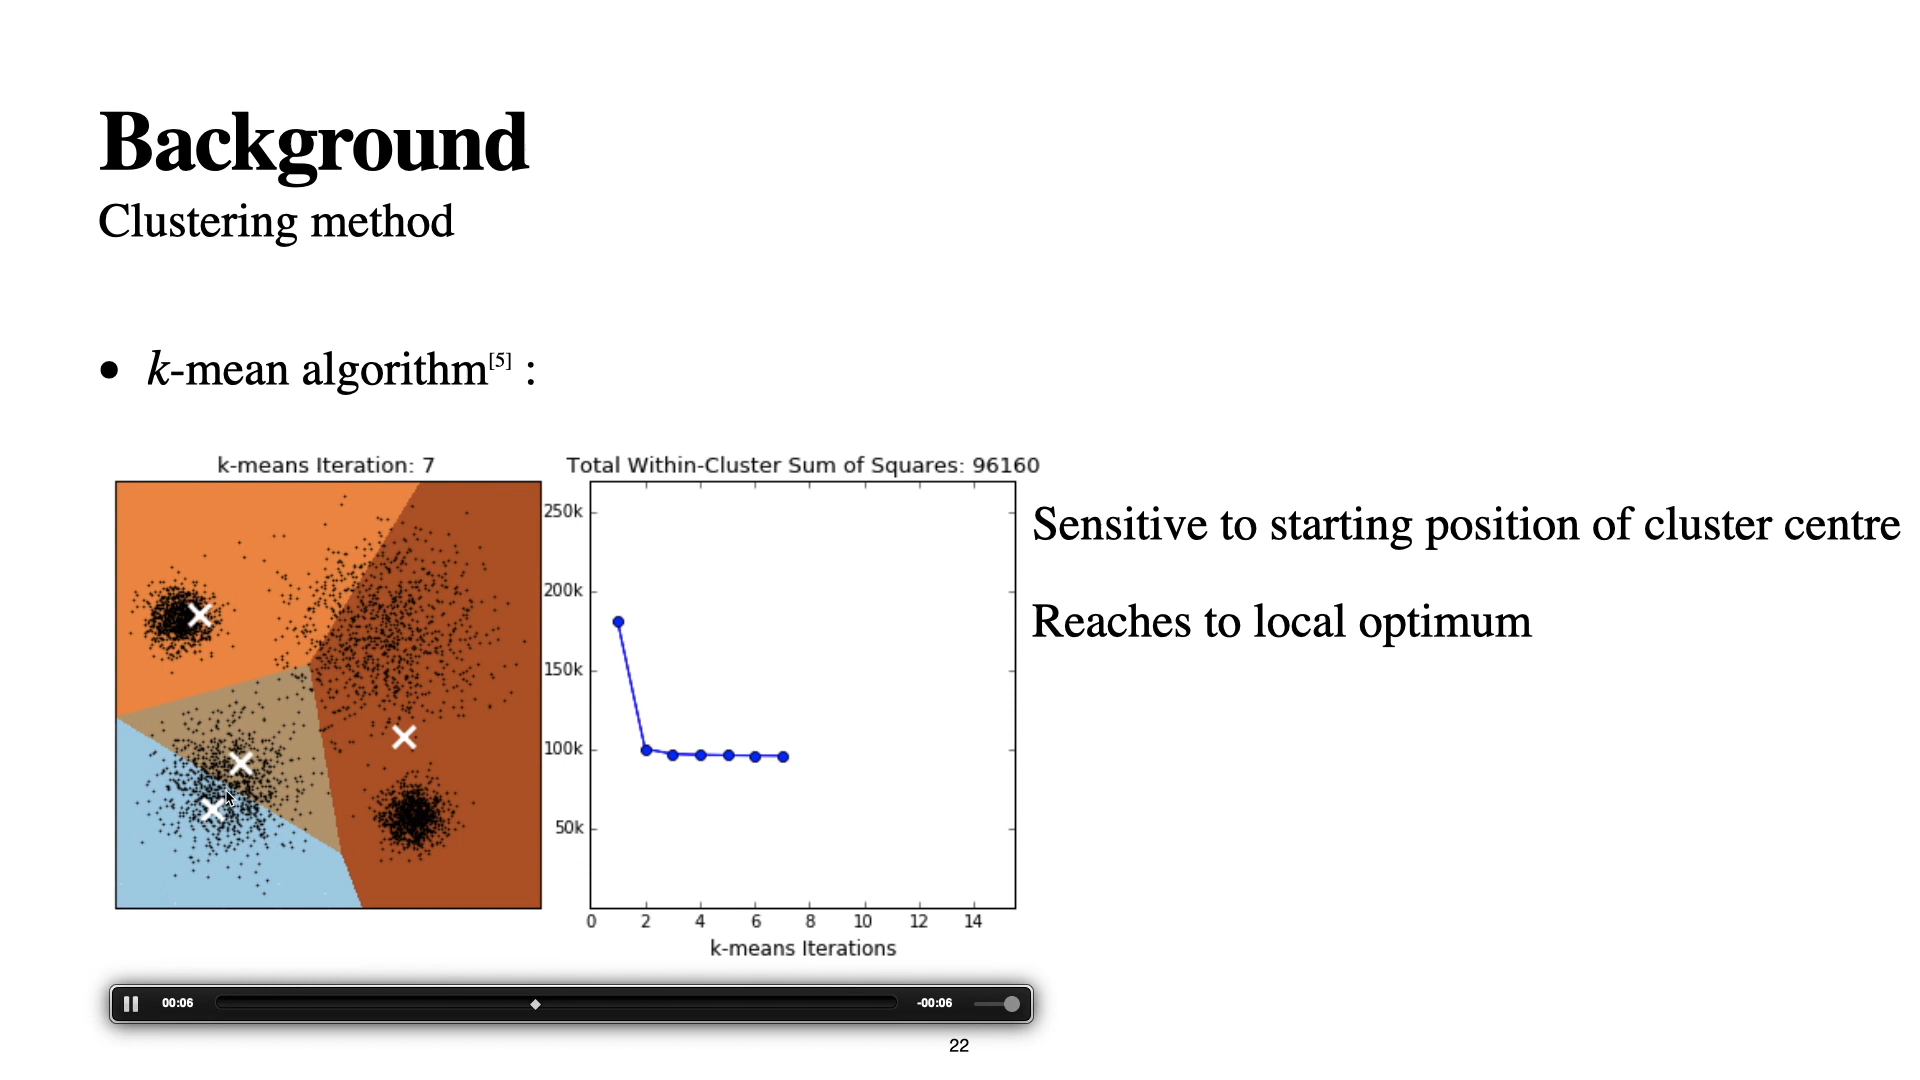 Background
Clustering method
• k-mean algorithm[5] :
k-means Iteration: 7
Total Within-Cluster Sum of Squares: 96160
250k
200k
150k
100k
50k
0 2 4 6 8 10 12 14
k-means Iterations
Sensitive to starting position of cluster centre
Reaches to local optimum
00:06
-00:06
22